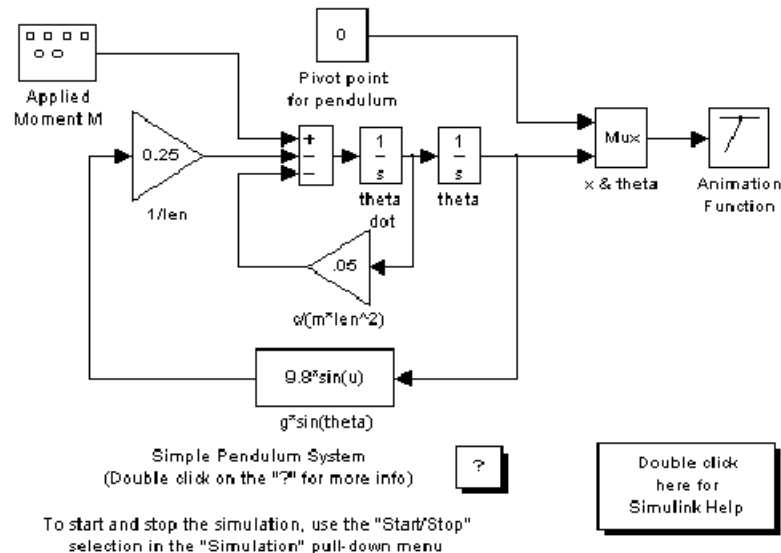 0
Pivot point
for pendulum
Applied
Moment M
0.25
1/len
+
−
−
1
s
theta
dot
1
s
theta
Mux
x & theta
Animation
Function
.05
c/(m*len^2)
9.8*sin(u)
g*sin(theta)
Simple Pendulum System
(Double click on the "?" for more info)
?
Double click
here for
Simulink Help
To start and stop the simulation, use the "Start/Stop"
selection in the "Simulation" pull-down menu